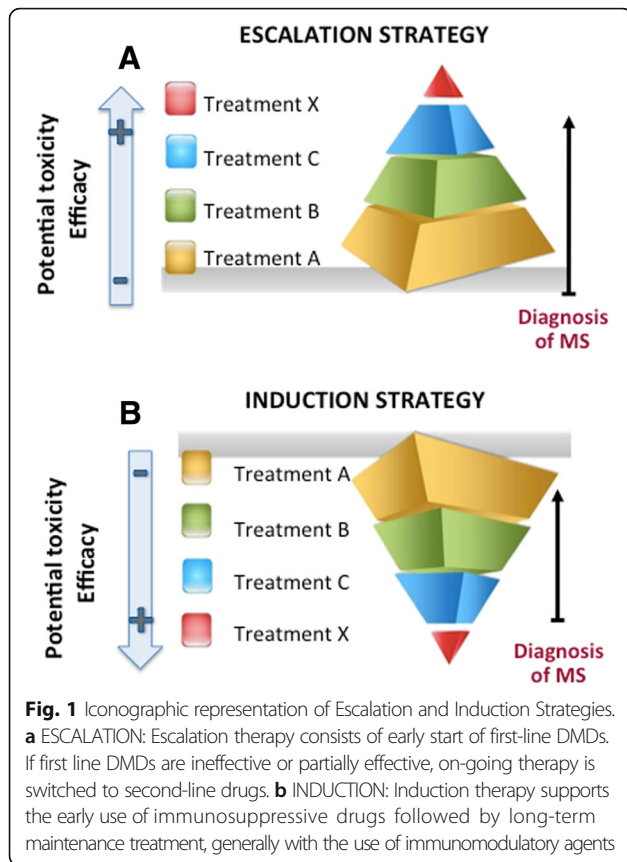 ESCALATION STRATEGY
A
Potential toxicity
Efficacy
+
-
Treatment X
Treatment C
Treatment B
Treatment A
Diagnosis
of MS
INDUCTION STRATEGY
B
Potential toxicity
Efficacy
-
+
Treatment A
Treatment B
Treatment C
Treatment X
Diagnosis
of MS
Fig. 1 Iconographic representation of Escalation and Induction Strategies.
a ESCALATION: Escalation therapy consists of early start of first-line DMDs.
If first line DMDs are ineffective or partially effective, on-going therapy is
switched to second-line drugs. b INDUCTION: Induction therapy supports
the early use of immunosuppressive drugs followed by long-term
maintenance treatment, generally with the use of immunomodulatory agents